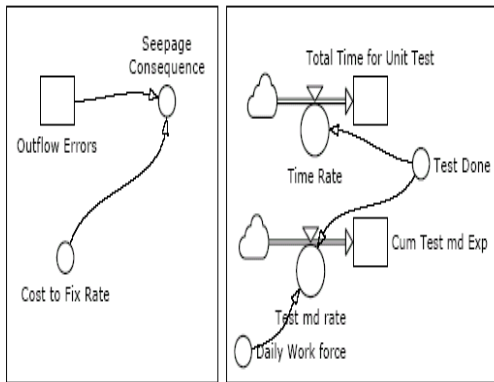 Seepage
Consequence
Outflow Errors
Cost to Fix Rate
Total Time for Unit Test
Time Rate
Test Done
Cum Test md Exp
Test md rate
Daily Work force